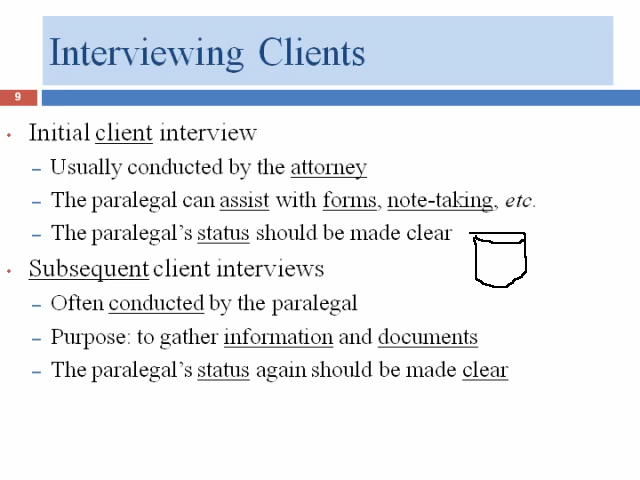 Interviewing Clients
9
• Initial client interview
– Usually conducted by the attorney
– The paralegal can assist with forms, note-taking, etc.
– The paralegal's status should be made clear
• Subsequent client interviews
– Often conducted by the paralegal
– Purpose: to gather information and documents
– The paralegal's status again should be made clear